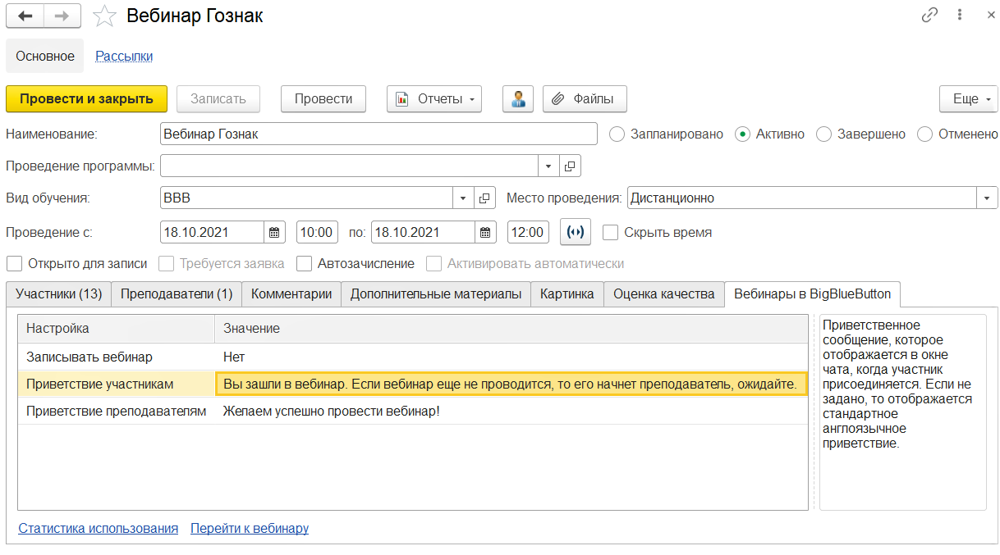 Вебинар Гознак
Основное Рассылки
Провести и закрыть Записать Провести Отчеты Файлы Еще
Наименование: Вебинар Гознак Запланировано Активно Завершено Отменено
Проведение программы:
Вид обучения: BBB Место проведения: Дистанционно
Проведение с: 18.10.2021 10:00 по: 18.10.2021 12:00 Скрыть время
Открыто для записи Требуется заявка Автозачисление Активировать автоматически
Участники (13) Преподаватели (1) Комментарии Дополнительные материалы Картинка Оценка качества Вебинары в BigBlueButton
Настройка Значение
Записывать вебинар Нет
Приветствие участникам Вы зашли в вебинар. Если вебинар еще не проводится, то его начнет преподаватель, ожидайте.
Приветствие преподавателям Желаем успешно провести вебинар!
Приветственное
сообщение, которое
отображается в окне
чата, когда участник
присоединяется. Если не
задано, то отображается
стандартное
англоязычное
приветствие.
Статистика использования Перейти к вебинару